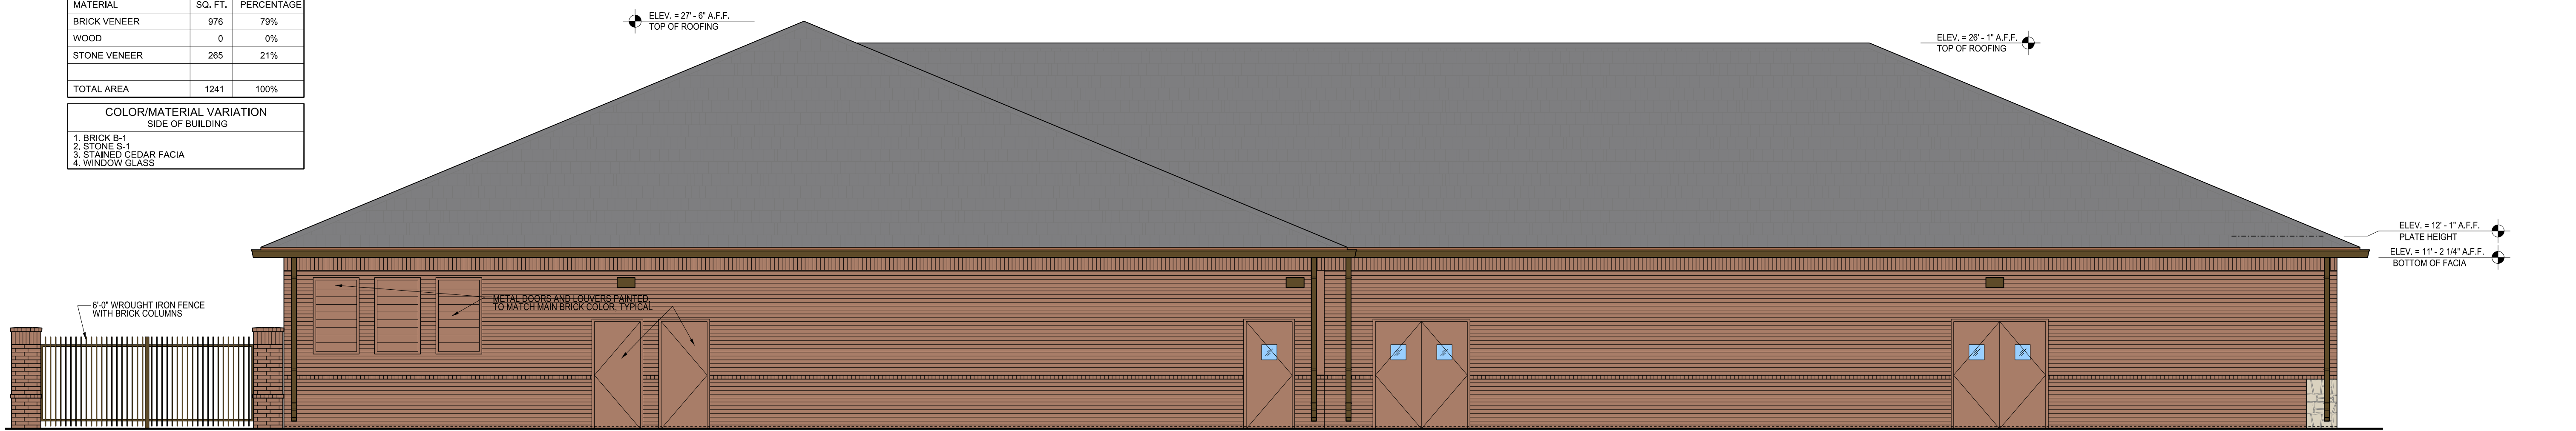 MATERIAL SQ. FT. PERCENTAGE
BRICK VENEER 976 79%
WOOD 0 0%
STONE VENEER 265 21%
TOTAL AREA 1241 100%
COLOR/MATERIAL VARIATION
SIDE OF BUILDING
1. BRICK B-1
2. STONE S-1
3. STAINED CEDAR FACIA
4. WINDOW GLASS
ELEV. = 27' - 6" A.F.F.
TOP OF ROOFING
ELEV. = 26' - 1" A.F.F.
TOP OF ROOFING
ELEV. = 12' - 1" A.F.F.
PLATE HEIGHT
ELEV. = 11' - 2 1/4" A.F.F.
BOTTOM OF FACIA
6'-0" WROUGHT IRON FENCE
WITH BRICK COLUMNS
METAL DOORS AND LOUVERS PAINTED
TO MATCH MAIN BRICK COLOR, TYPICAL